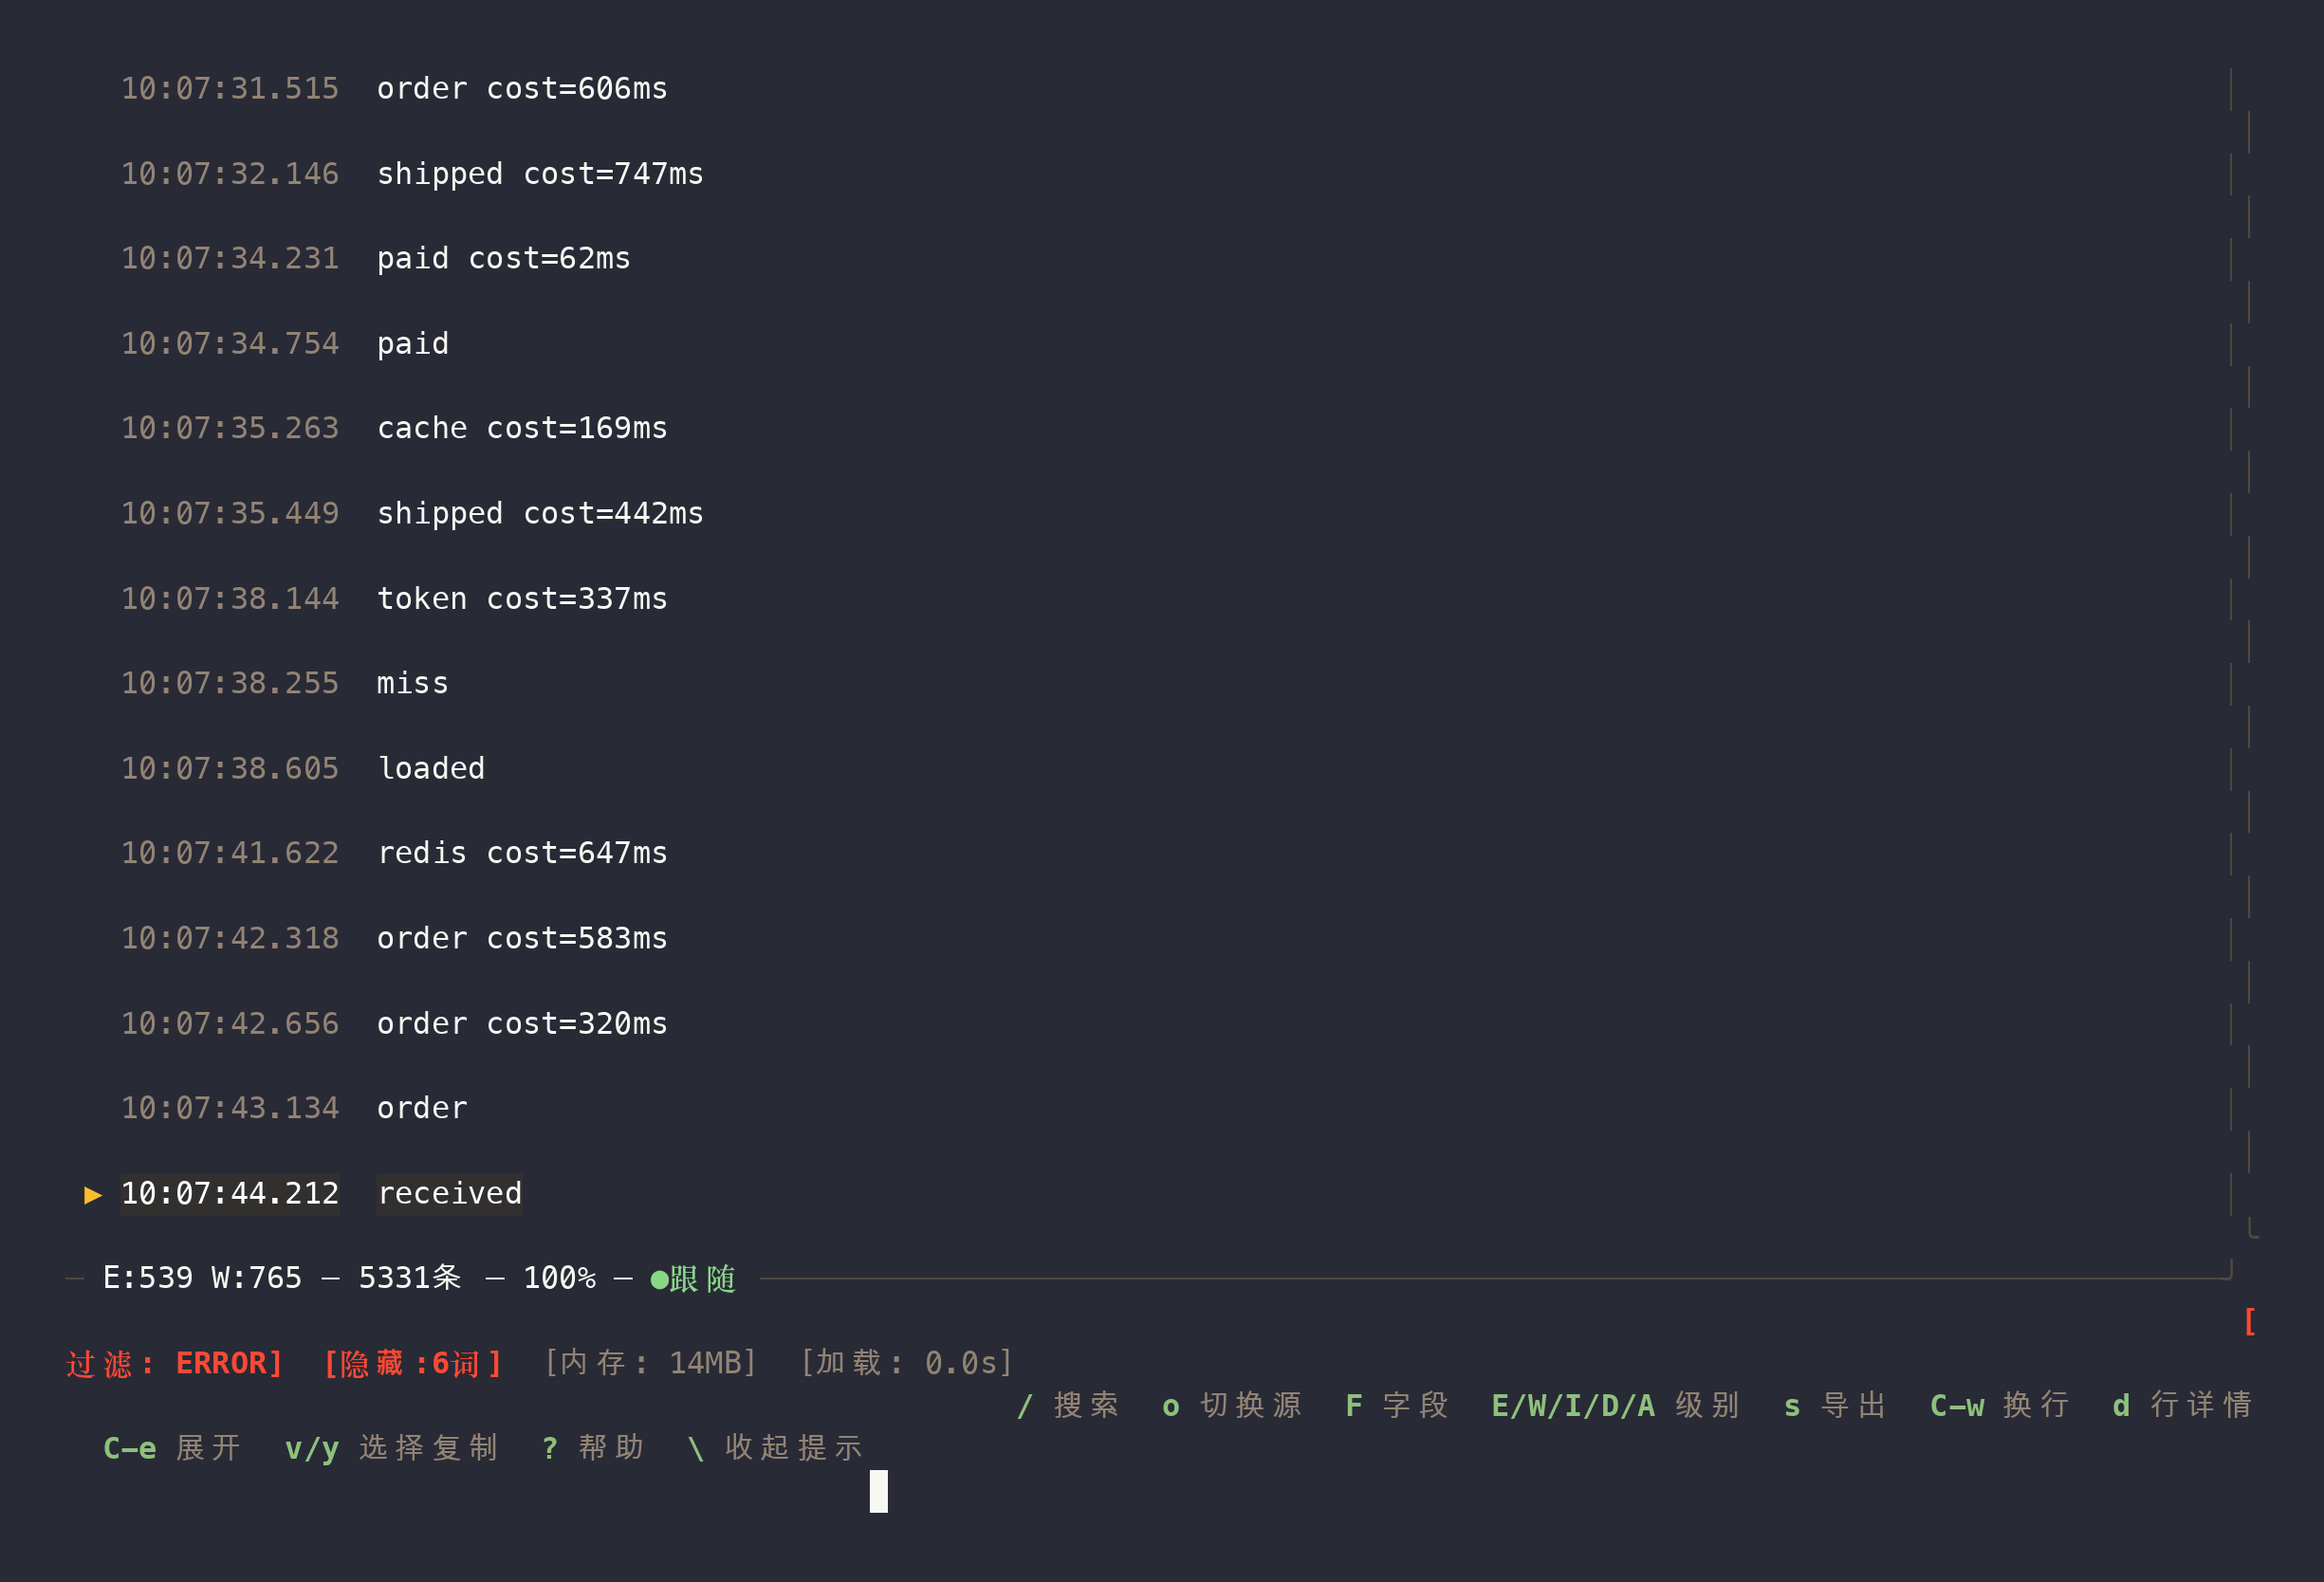 10:07:31.515  order cost=606ms
10:07:32.146  shipped cost=747ms
10:07:34.231  paid cost=62ms
10:07:34.754  paid
10:07:35.263  cache cost=169ms
10:07:35.449  shipped cost=442ms
10:07:38.144  token cost=337ms
10:07:38.255  miss
10:07:38.605  loaded
10:07:41.622  redis cost=647ms
10:07:42.318  order cost=583ms
10:07:42.656  order cost=320ms
10:07:43.134  order
▶ 10:07:44.212  received
─ E:539 W:765 ─ 5331条 ─ 100% ─ ●跟随
[
过滤: ERROR]  [隐藏:6词]  [内存: 14MB]  [加载: 0.0s]
/ 搜索  o 切换源  F 字段  E/W/I/D/A 级别  s 导出  C-w 换行  d 行详情
C-e 展开  v/y 选择复制  ? 帮助  \ 收起提示